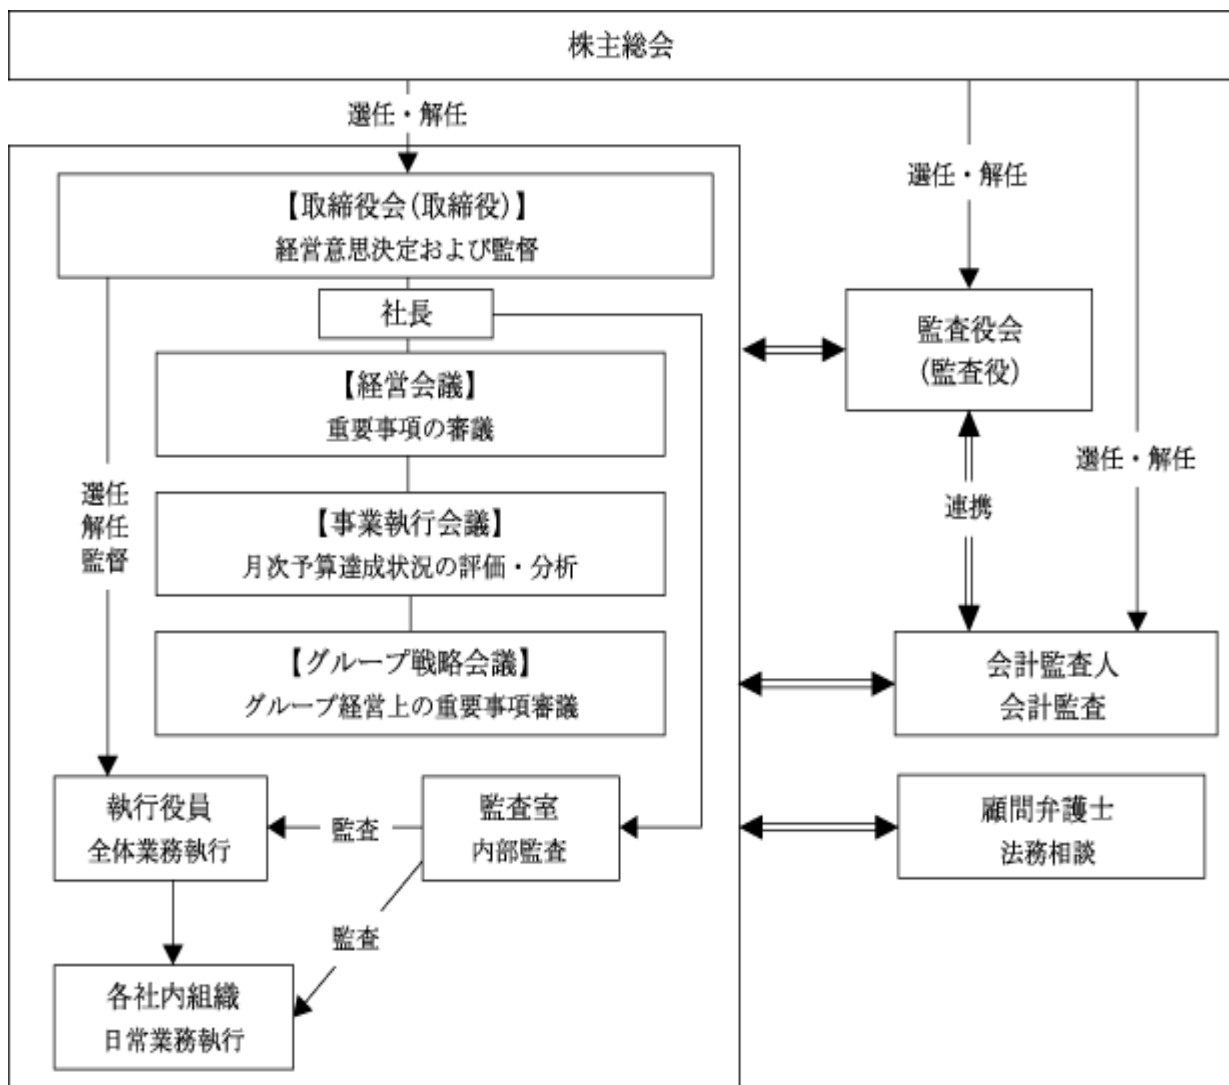 株主総会
選任・解任
選任・解任
選任・解任
【取締役会(取締役)】
経営意思決定および監督
社長
【経営会議】
重要事項の審議
【事業執行会議】
月次予算達成状況の評価・分析
【グループ戦略会議】
グループ経営上の重要事項審議
選任
解任
監督
監査役会
(監査役)
連携
会計監査人
会計監査
執行役員
全体業務執行
監査
監査室
内部監査
顧問弁護士
法務相談
監査
各社内組織
日常業務執行